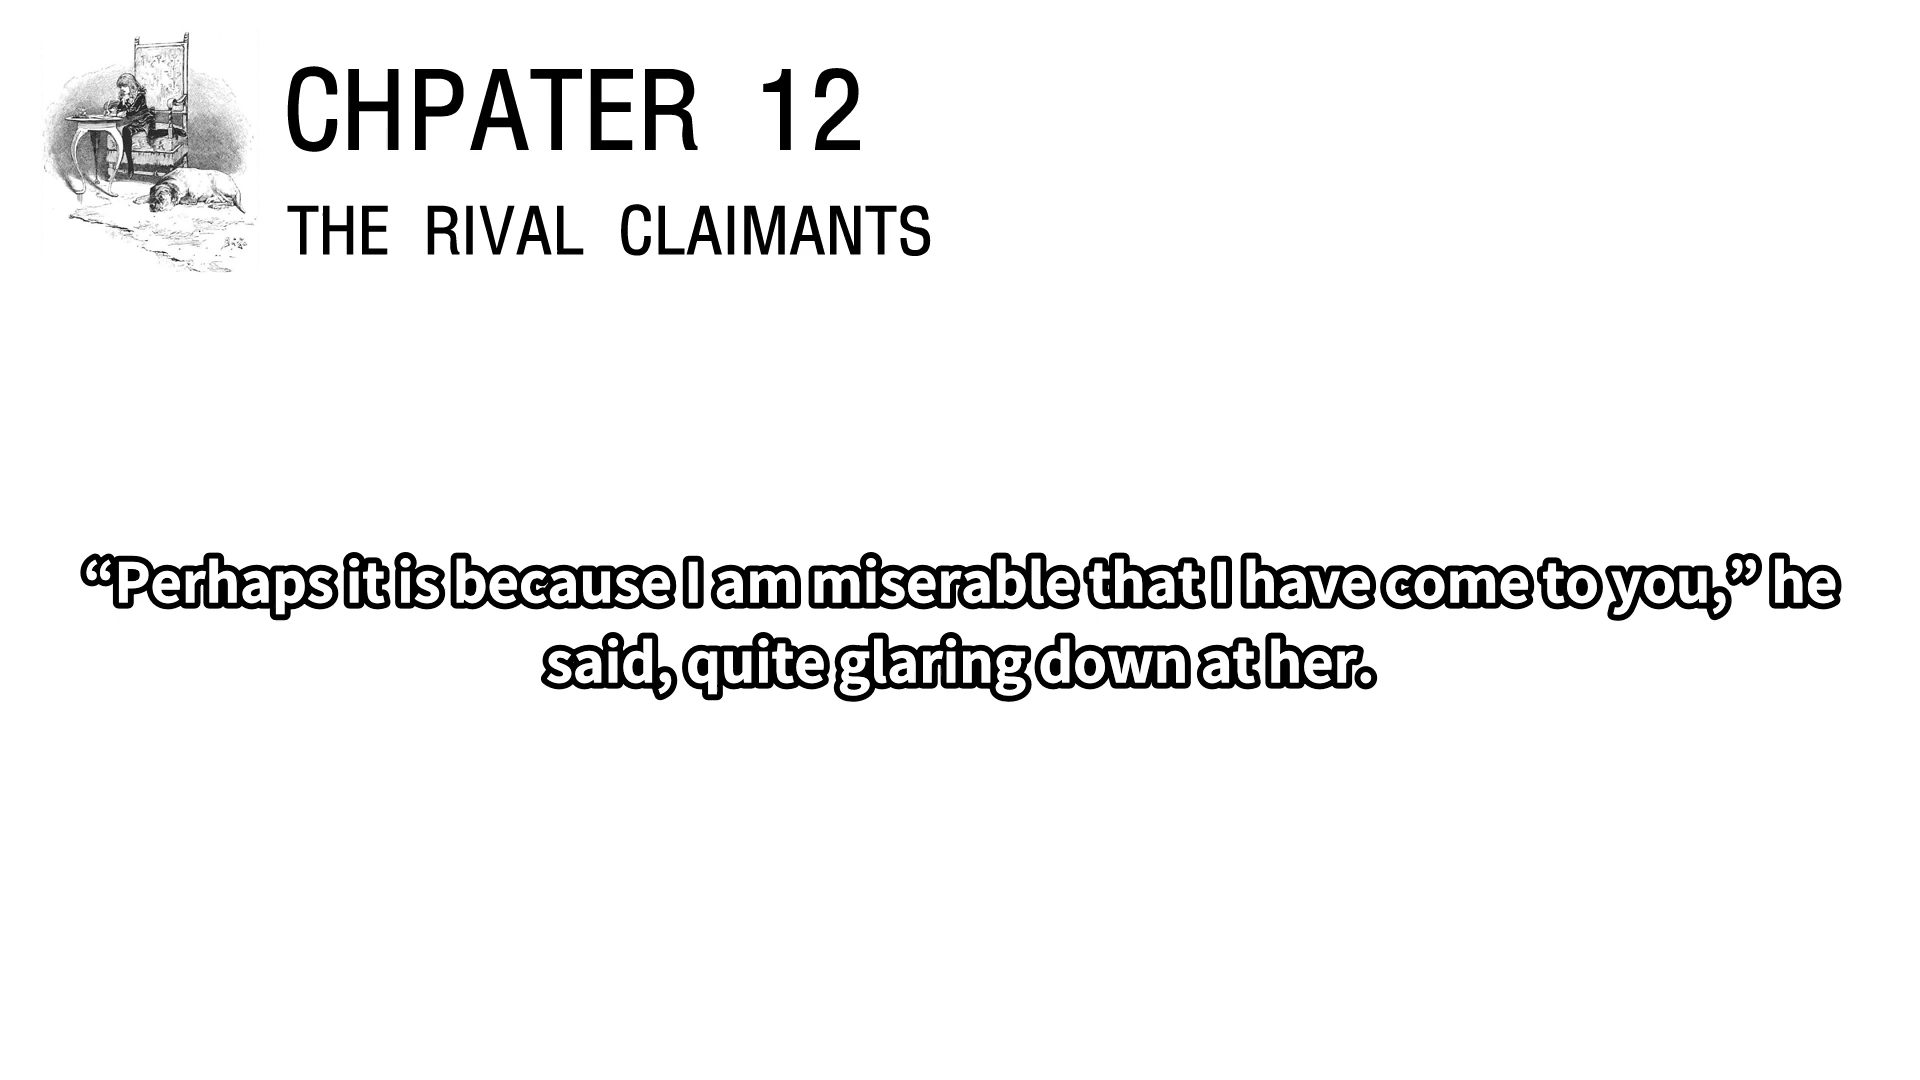 CHPATER 12
THE RIVAL CLAIMANTS
“Perhaps it is because I am miserable that I have come to you,” he
said, quite glaring down at her.